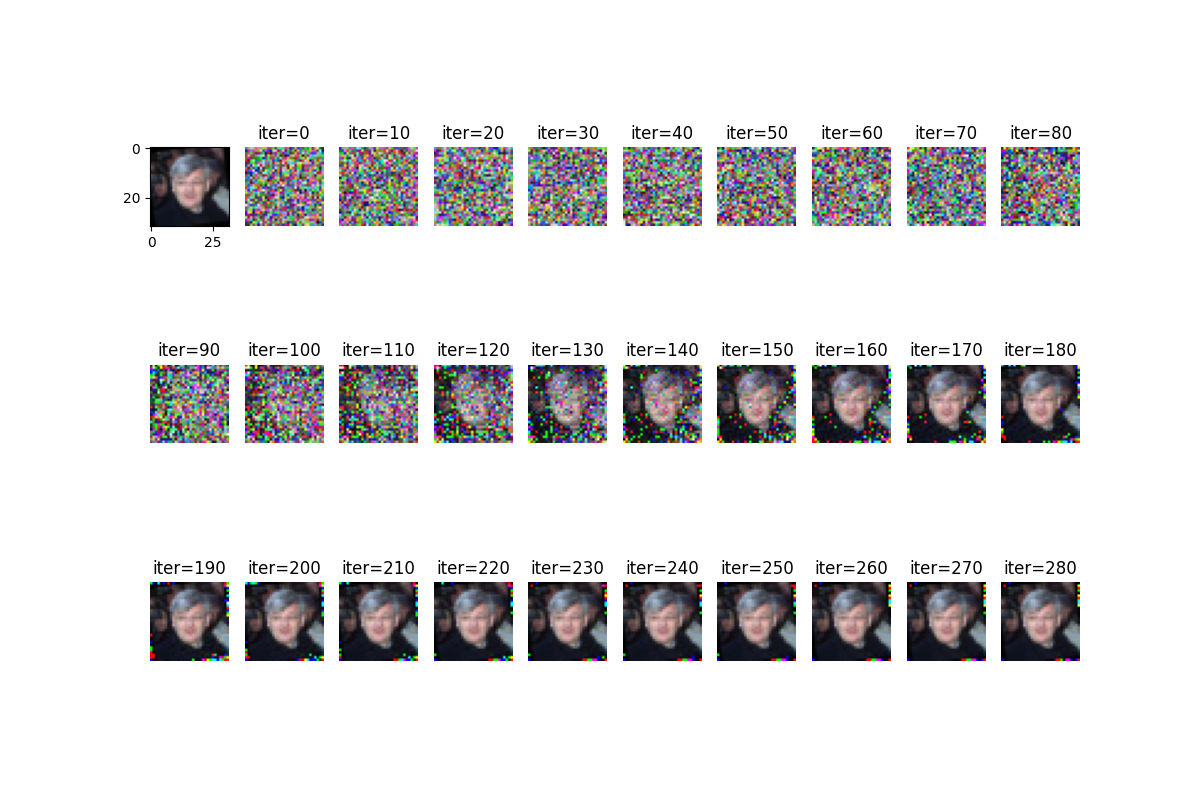 iter=0 iter=10 iter=20 iter=30 iter=40 iter=50 iter=60 iter=70 iter=80
0
20
0 25
iter=90 iter=100 iter=110 iter=120 iter=130 iter=140 iter=150 iter=160 iter=170 iter=180
iter=190 iter=200 iter=210 iter=220 iter=230 iter=240 iter=250 iter=260 iter=270 iter=280